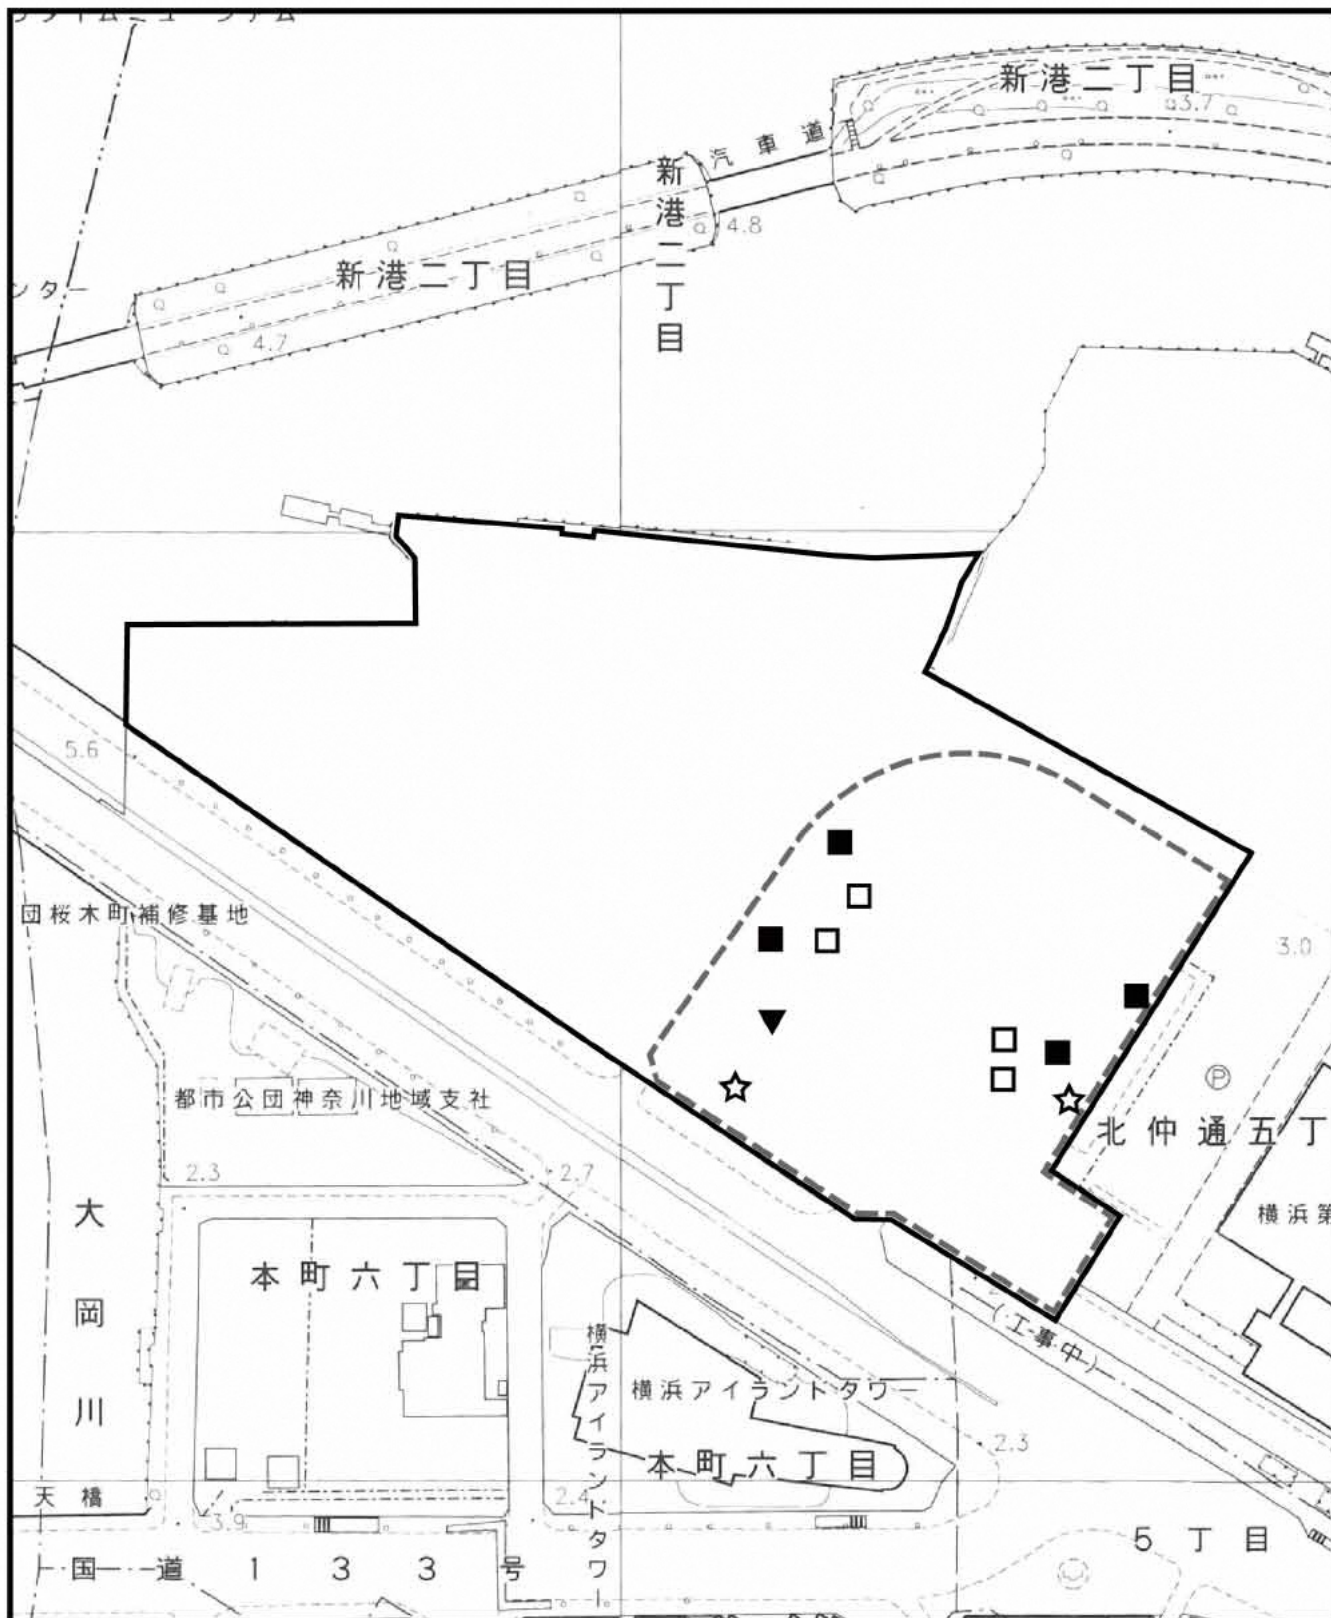 新港二丁目
3.7
汽車道
新港二丁目
4.8
新港二丁目
ンター
4.7
5.6
団桜木町補修基地
3.0
P
都市公団神奈川地域支社
北仲通五丁
2.3
2.7
横浜第
大岡川
本町六丁目
(工事中)
横浜アイランドタワー
横浜アイランドタワー
本町六丁目
2.3
天橋
2.4
3.9
5丁目
国道133号